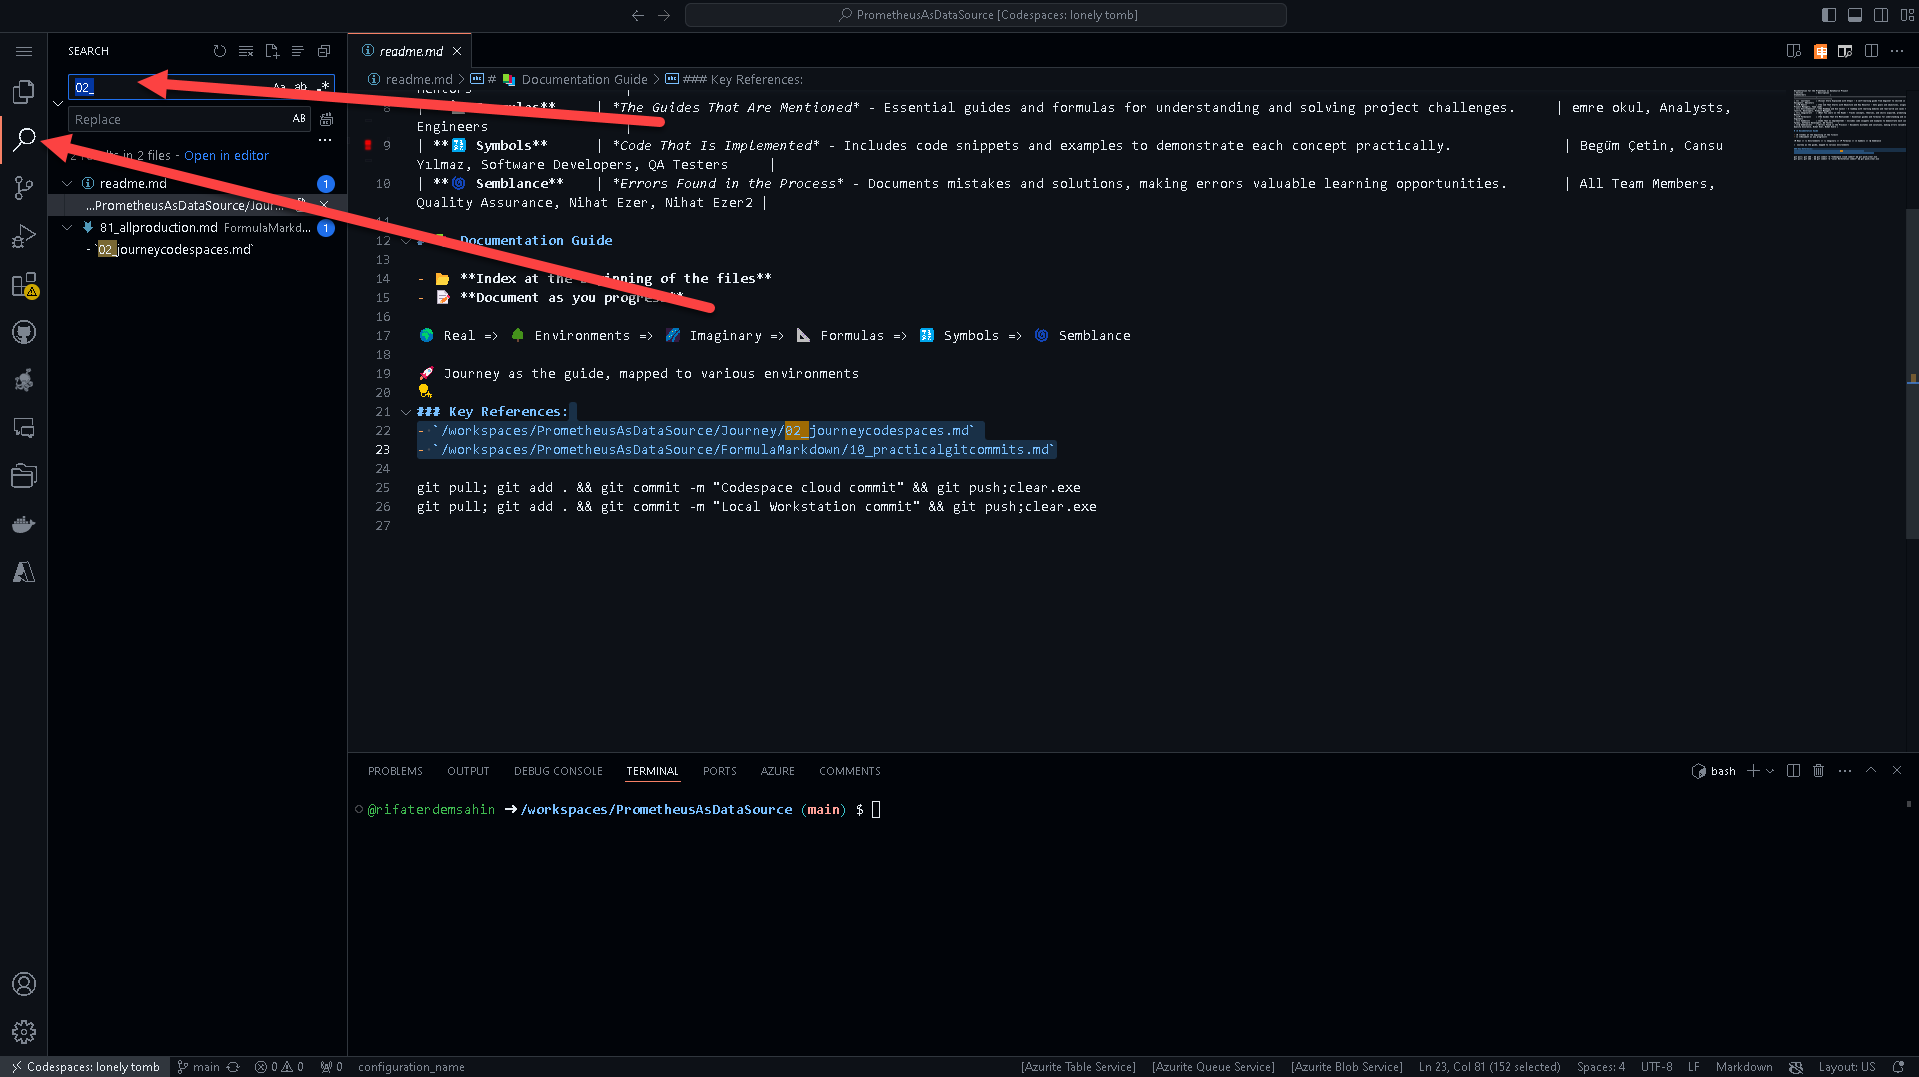 PrometheusAsDataSource [Codespaces: lonely tomb]
SEARCH
02_
Aa ab .*
Replace AB
in 2 files - Open in editor
readme.md 1
...PrometheusAsDataSource/Jour...
81_allproduction.md FormulaMarkd... 1
- `02_journeycodespaces.md`
readme.md
readme.md > # Documentation Guide > ### Key References:
8 | ** | *The Guides That Are Mentioned* - Essential guides and formulas for understanding and solving project challenges. | emre okul, Analysts,
Engineers |
9 | ** Symbols** | *Code That Is Implemented* - Includes code snippets and examples to demonstrate each concept practically. | Begüm Çetin, Cansu
Yılmaz, Software Developers, QA Testers |
10 | ** Semblance** | *Errors Found in the Process* - Documents mistakes and solutions, making errors valuable learning opportunities. | All Team Members,
Quality Assurance, Nihat Ezer, Nihat Ezer2 |
11
12 # Documentation Guide
13
14 - **Index at the beginning of the files**
15 - **Document as you progress**
16
17 Real => Environments => Imaginary => Formulas => Symbols => Semblance
18
19 Journey as the guide, mapped to various environments
20
21 ### Key References:
22 - `/workspaces/PrometheusAsDataSource/Journey/02_journeycodespaces.md`
23 - `/workspaces/PrometheusAsDataSource/FormulaMarkdown/10_practicalgitcommits.md`
24
25 git pull; git add . && git commit -m "Codespace cloud commit" && git push;clear.exe
26 git pull; git add . && git commit -m "Local Workstation commit" && git push;clear.exe
27
PROBLEMS OUTPUT DEBUG CONSOLE TERMINAL PORTS AZURE COMMENTS
bash
@rifaterdemsahin ➜ /workspaces/PrometheusAsDataSource (main) $
Codespaces: lonely tomb main 0 0 0 configuration_name [Azurite Table Service] [Azurite Queue Service] [Azurite Blob Service] Ln 23, Col 81 (152 selected) Spaces: 4 UTF-8 LF Markdown Layout: US